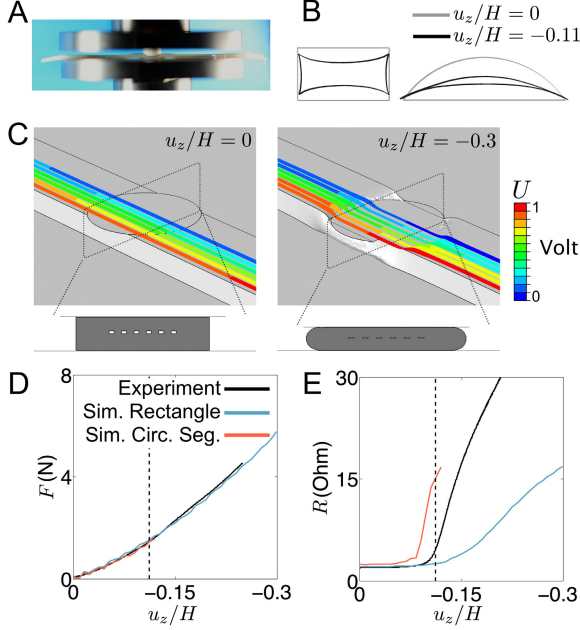 A
B
u_z/H = 0
u_z/H = −0.11
C
u_z/H = 0
u_z/H = −0.3
U
1
Volt
0
D
8
Experiment
Sim. Rectangle
Sim. Circ. Seg.
4
F(N)
0
0
−0.15
−0.3
u_z/H
E
30
15
R(Ohm)
0
0
−0.15
−0.3
u_z/H